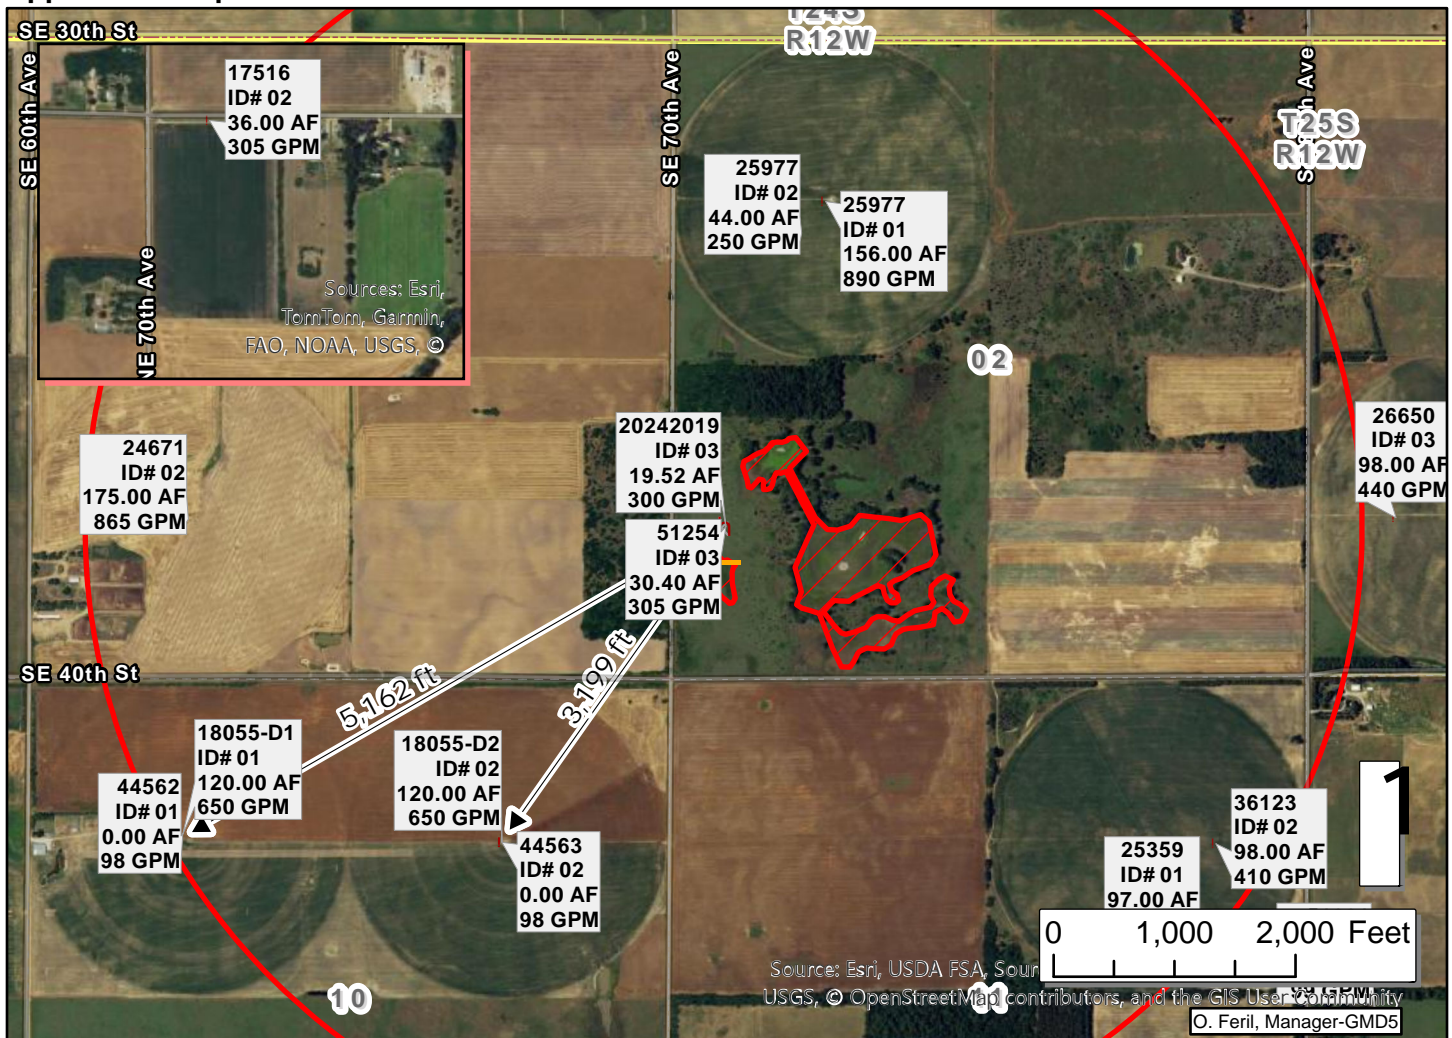 SE 30th St
T24S
R12W
SE 60th Ave
17516
ID# 02
36.00 AF
305 GPM
NE 70th Ave
Sources: Esri,
TomTom, Garmin,
FAO, NOAA, USGS, ©
SE 70th Ave
25977
ID# 02
44.00 AF
250 GPM
25977
ID# 01
156.00 AF
890 GPM
T25S
R12W
Ave
02
24671
ID# 02
175.00 AF
865 GPM
20242019
ID# 03
19.52 AF
300 GPM
51254
ID# 03
30.40 AF
305 GPM
26650
ID# 03
98.00 AF
440 GPM
SE 40th St
5,162 ft
3,199 ft
18055-D1
ID# 01
120.00 AF
650 GPM
44562
ID# 01
0.00 AF
98 GPM
18055-D2
ID# 02
120.00 AF
650 GPM
44563
ID# 02
0.00 AF
98 GPM
25359
ID# 01
97.00 AF
36123
ID# 02
98.00 AF
410 GPM
1
0 1,000 2,000 Feet
10
Source: Esri, USDA FSA,
USGS, © OpenStreetMap contributors, and the GIS User Community
O. Feril, Manager-GMD5